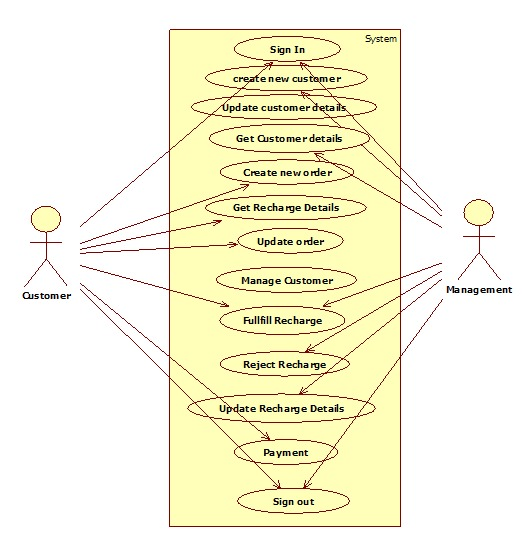 System
Sign In
create new customer
Update customer details
Get Customer details
Create new order
Get Recharge Details
Update order
Manage Customer
Fullfill Recharge
Reject Recharge
Update Recharge Details
Payment
Sign out
Customer
Management